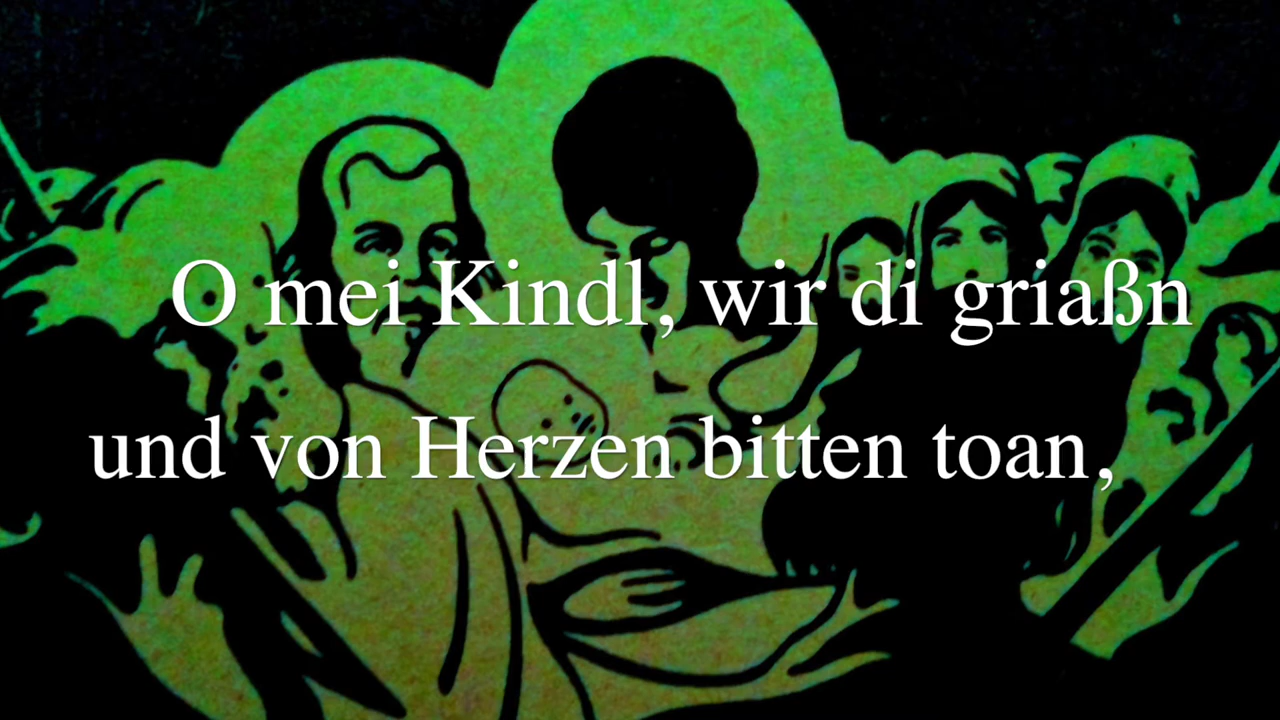 O mei Kindl, wir di griaßn
und von Herzen bitten toan,